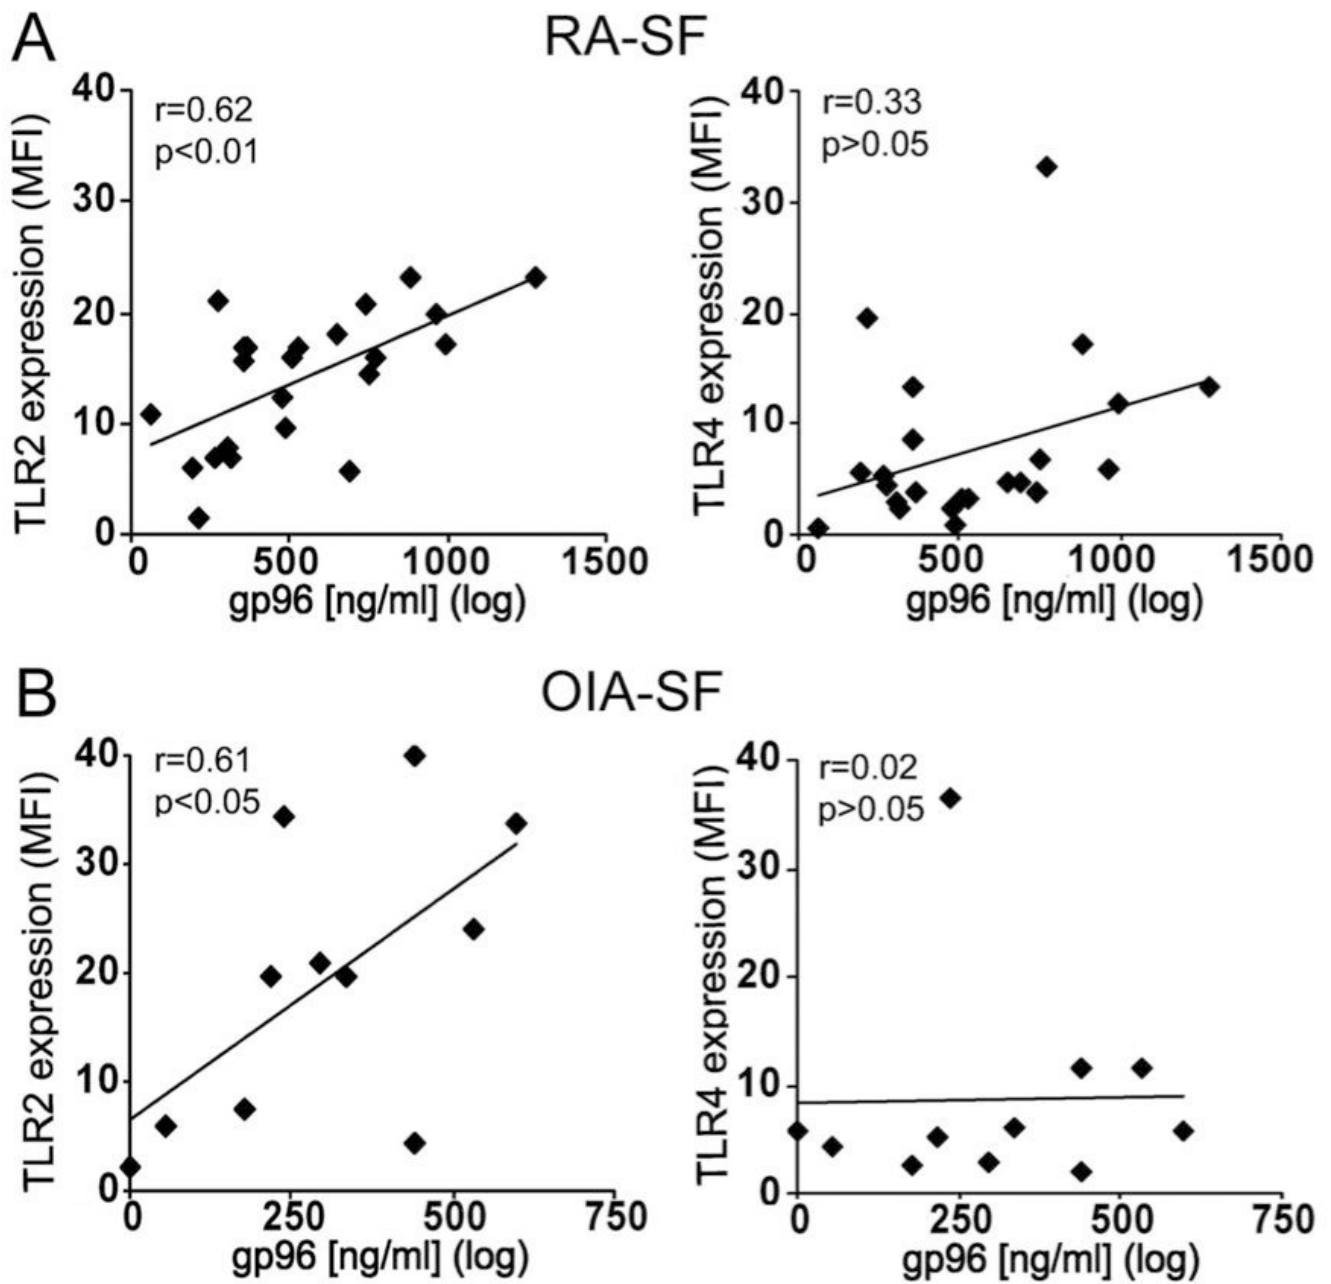 A
RA-SF
40
30
20
10
0
TLR2 expression (MFI)
r=0.62
p<0.01
0 500 1000 1500
gp96 [ng/ml] (log)
40
30
20
10
0
TLR4 expression (MFI)
r=0.33
p>0.05
0 500 1000 1500
gp96 [ng/ml] (log)
B
OIA-SF
40
30
20
10
0
TLR2 expression (MFI)
r=0.61
p<0.05
0 250 500 750
gp96 [ng/ml] (log)
40
30
20
10
0
TLR4 expression (MFI)
r=0.02
p>0.05
0 250 500 750
gp96 [ng/ml] (log)